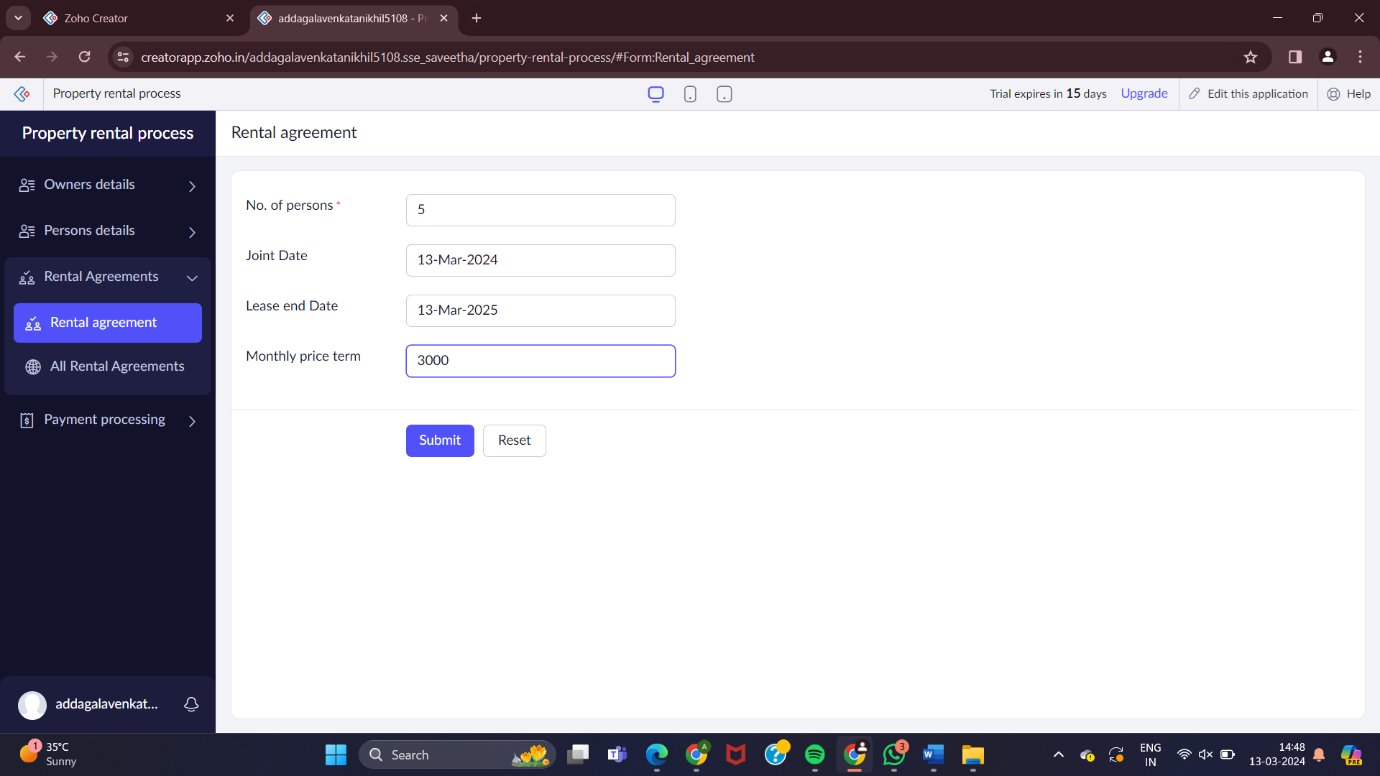 Zoho Creator
addagalavenkatanikhil5108 - P
creatorapp.zoho.in/addagalavenkatanikhil5108.sse_saveetha/property-rental-process/#Form:Rental_agreement
Property rental process
Trial expires in 15 days Upgrade Edit this application Help
Property rental process
Rental agreement
Owners details
Persons details
Rental Agreements
Rental agreement
All Rental Agreements
Payment processing
No. of persons * 5
Joint Date 13-Mar-2024
Lease end Date 13-Mar-2025
Monthly price term 3000
Submit Reset
addagalavenkat...
1 35°C
Sunny
Search
A
3
ENG
IN
14:48
13-03-2024
PRE